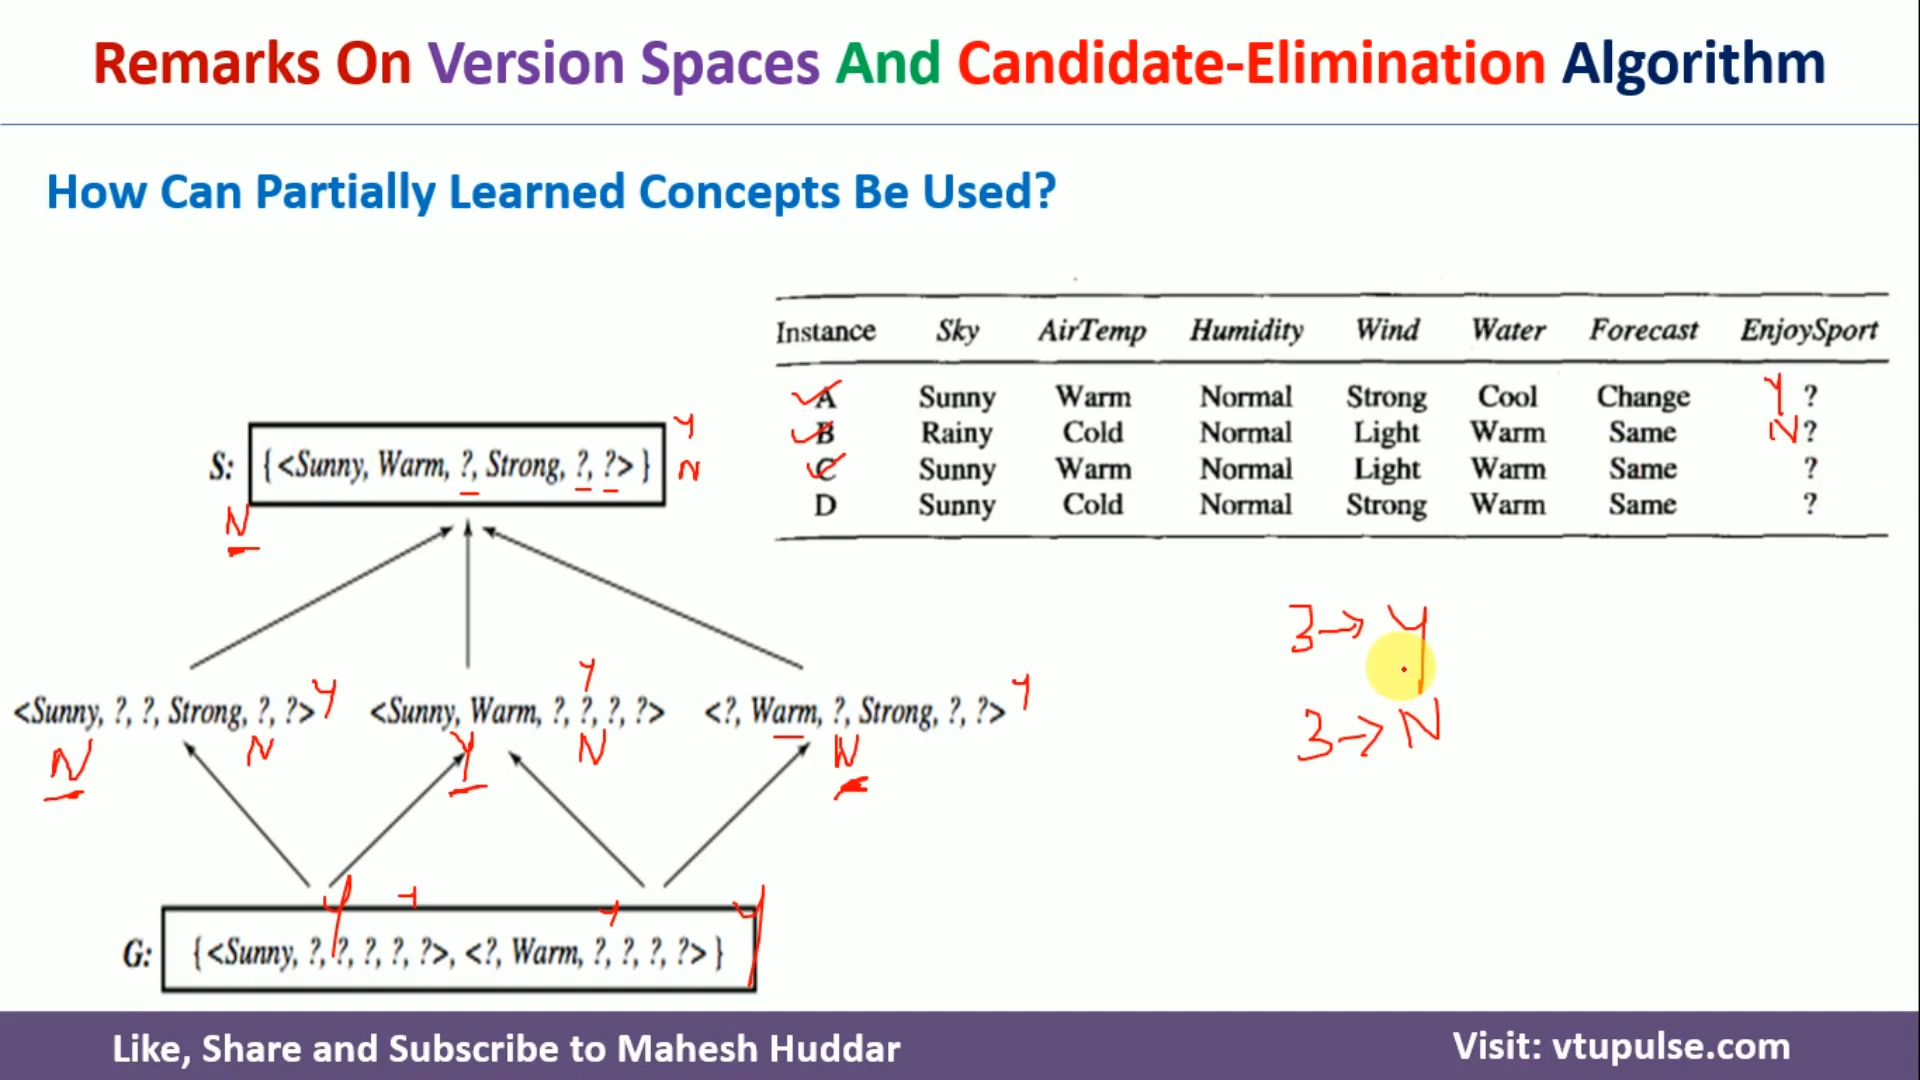 Remarks On Version Spaces And Candidate-Elimination Algorithm
How Can Partially Learned Concepts Be Used?
Instance Sky AirTemp Humidity Wind Water Forecast EnjoySport
A Sunny Warm Normal Strong Cool Change Y ?
B Rainy Cold Normal Light Warm Same N ?
C Sunny Warm Normal Light Warm Same ?
D Sunny Cold Normal Strong Warm Same ?
Y
S: { <Sunny, Warm, ?, Strong, ?, ?> } N
N
3→ Y
3→ N
Y
<Sunny, ?, ?, Strong, ?, ?> Y <Sunny, Warm, ?, ?, ?, ?> <?, Warm, ?, Strong, ?, ?> Y
N N Y N N
Y Y Y
G: { <Sunny, ?, ?, ?, ?, ?>, <?, Warm, ?, ?, ?, ?> }
Like, Share and Subscribe to Mahesh Huddar
Visit: vtupulse.com